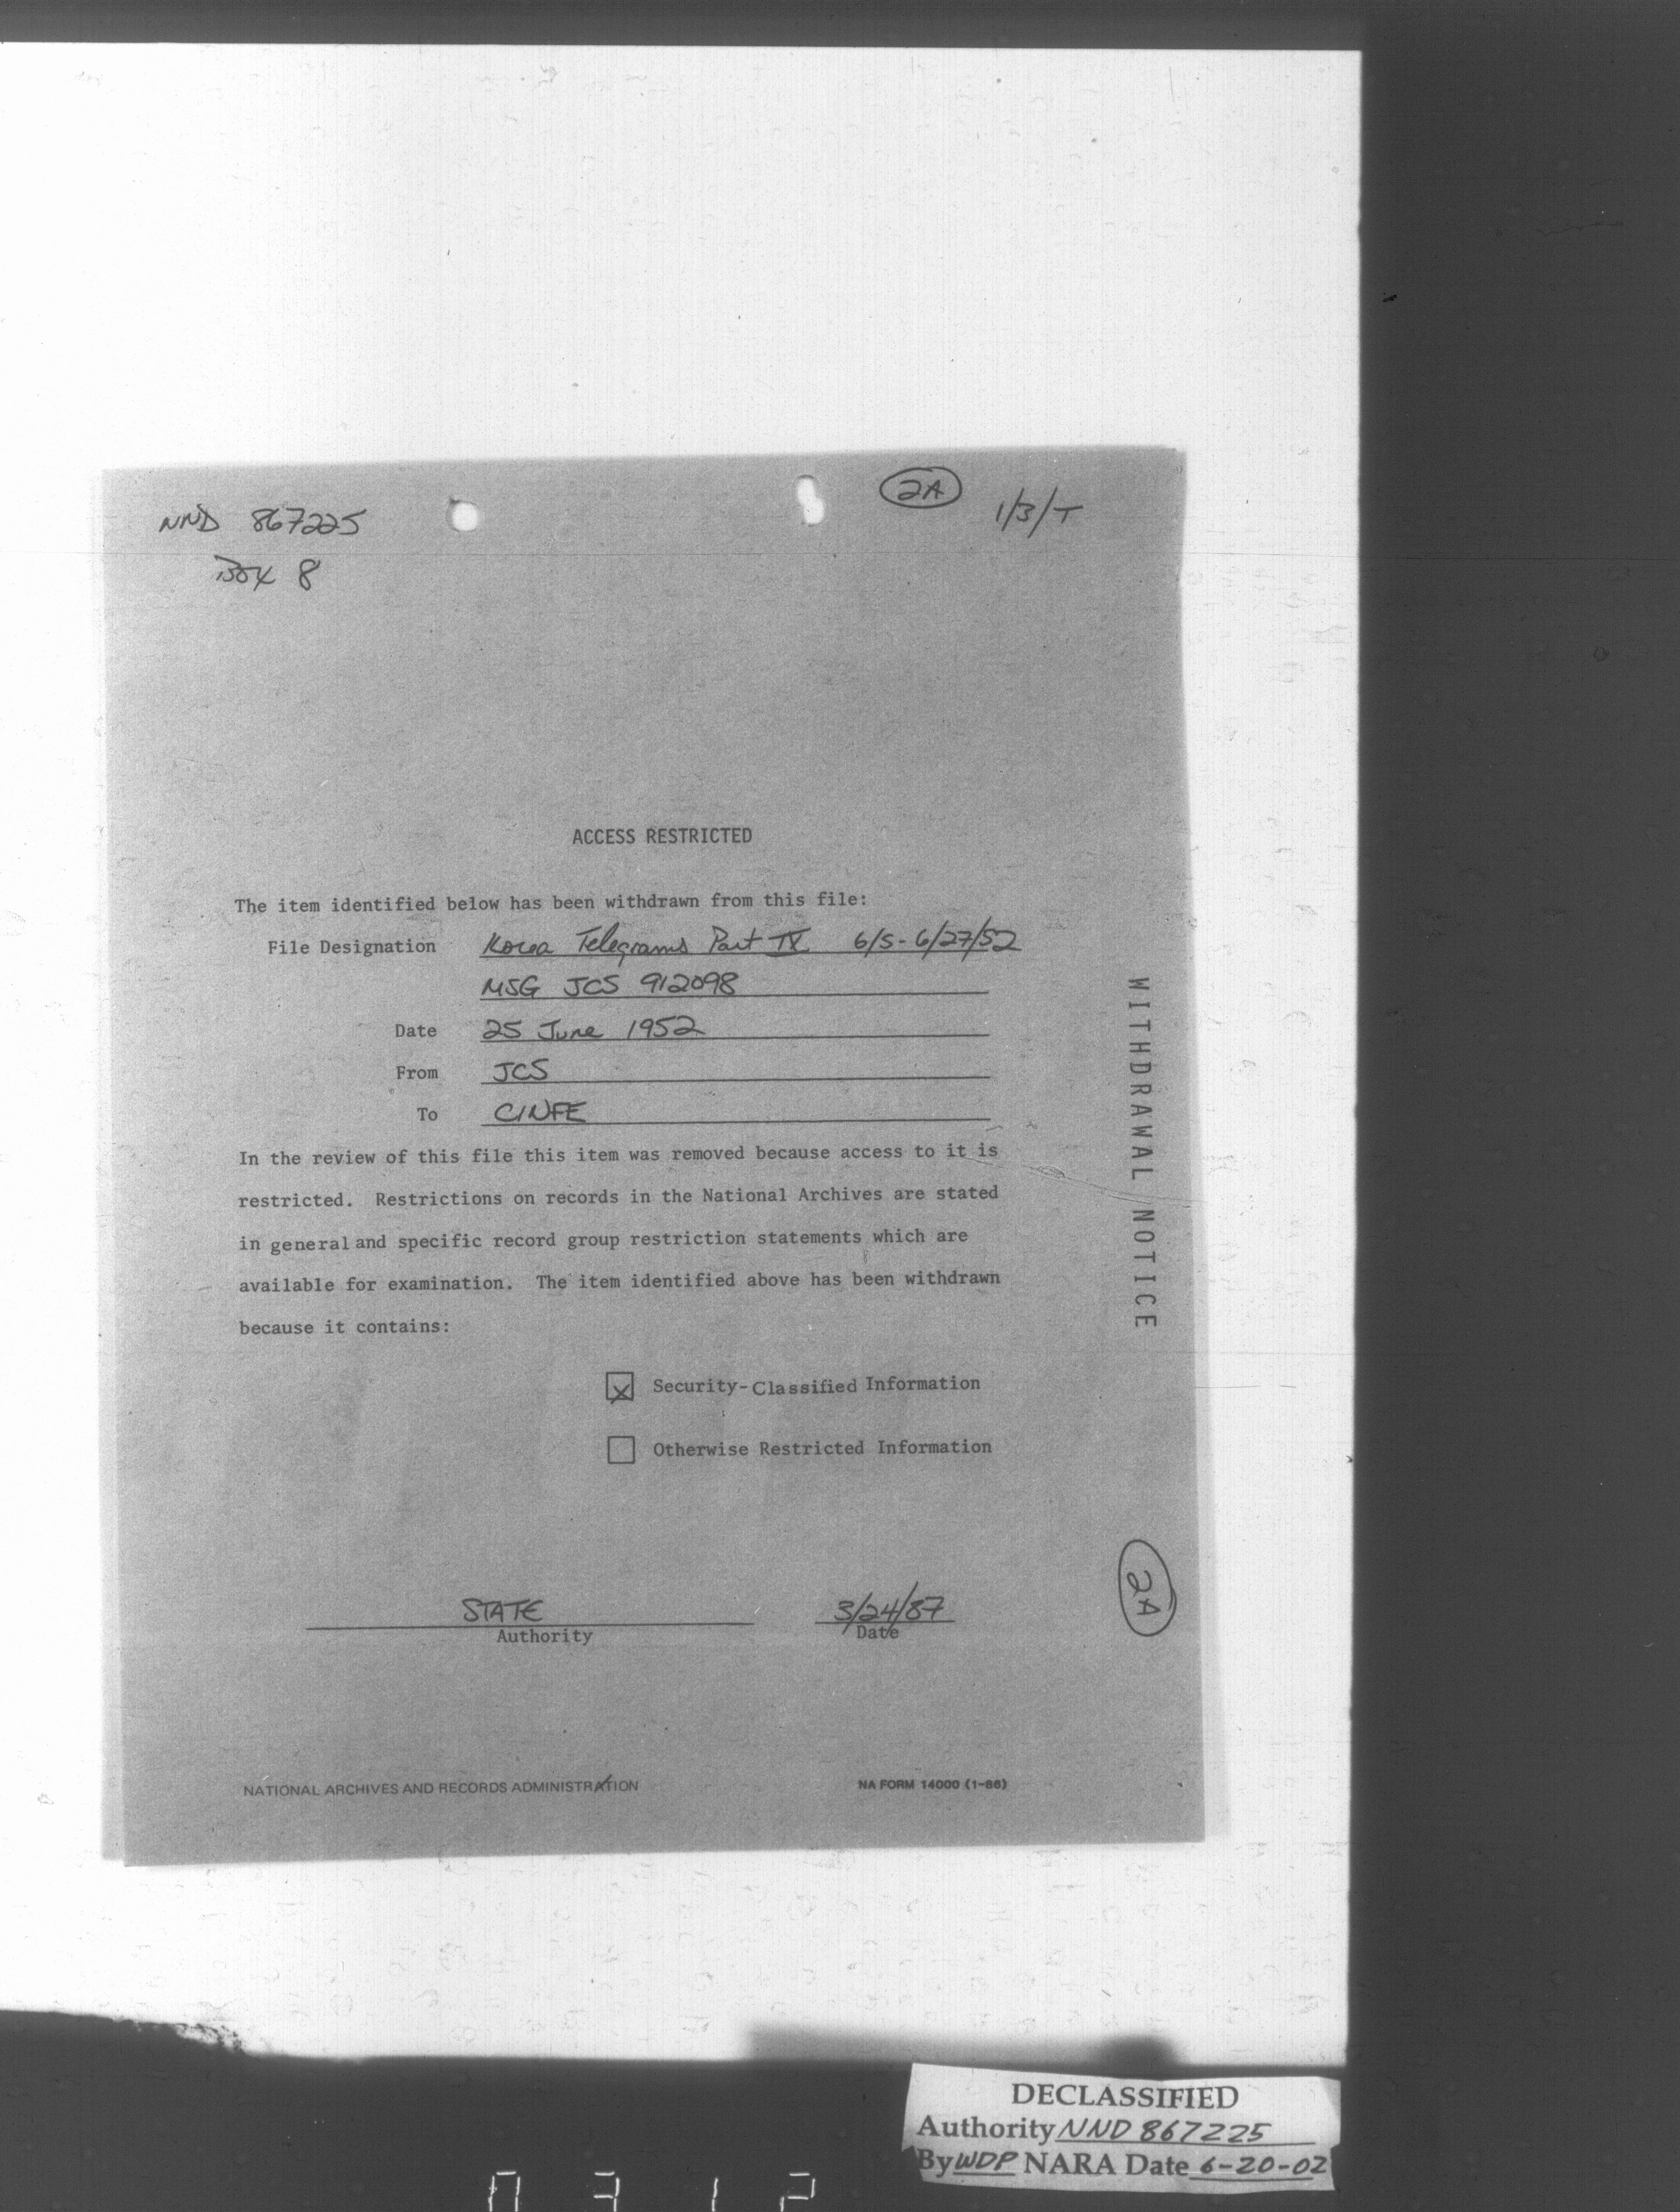 2A
NND 867225
1/3/T
Box 8
ACCESS RESTRICTED
The item identified below has been withdrawn from this file:
File Designation Korea Telegrams Part IV 6/5-6/27/52
MSG JCS 912098
Date 25 June 1952
From JCS
To CINFE
In the review of this file this item was removed because access to it is
restricted. Restrictions on records in the National Archives are stated
in general and specific record group restriction statements which are
available for examination. The item identified above has been withdrawn
because it contains:
X Security-Classified Information
Otherwise Restricted Information
WITHDRAWAL NOTICE
2A
STATE 3/24/87
Authority Date
NATIONAL ARCHIVES AND RECORDS ADMINISTRATION NA FORM 14000 (1-86)
DECLASSIFIED
Authority NND 867225
By WDP NARA Date 6-20-02